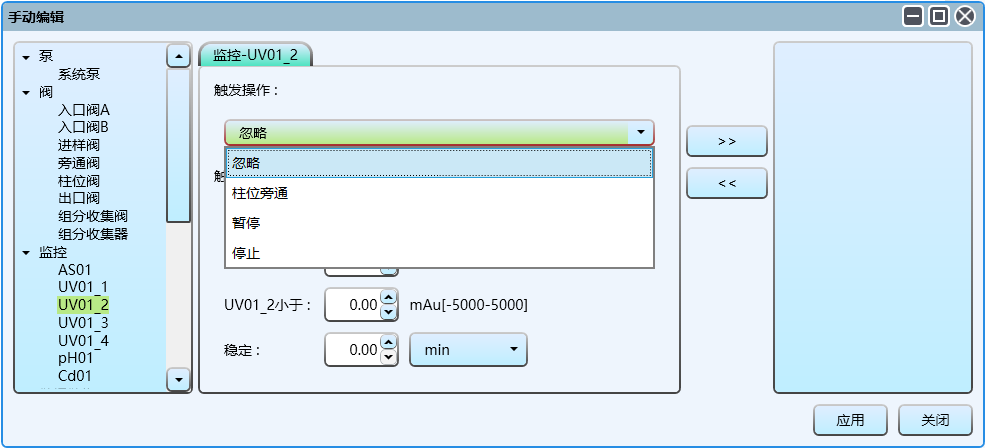 手动编辑
泵
系统泵
阀
入口阀A
入口阀B
进样阀
旁通阀
柱位阀
出口阀
组分收集阀
组分收集器
监控
AS01
UV01_1
UV01_2
UV01_3
UV01_4
pH01
Cd01
监控-UV01_2
触发操作 :
忽略
忽略
柱位旁通
暂停
停止
UV01_2小于 : 0.00 mAu[-5000-5000]
稳定 : 0.00 min
>>
<<
应用 关闭